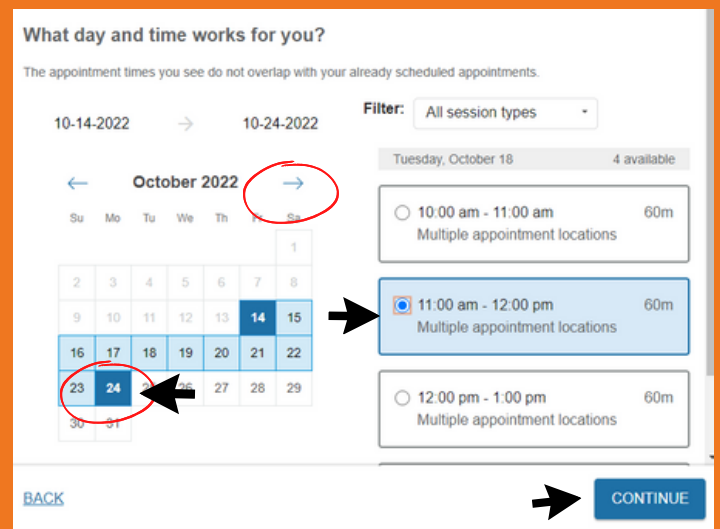 What day and time works for you?
The appointment times you see do not overlap with your already scheduled appointments.
10-14-2022 → 10-24-2022
Filter: All session types
← October 2022 →
Su Mo Tu We Th Fr Sa
1
2 3 4 5 6 7 8
9 10 11 12 13 14 15
16 17 18 19 20 21 22
23 24 26 27 28 29
30 31
Tuesday, October 18 4 available
10:00 am - 11:00 am 60m
Multiple appointment locations
11:00 am - 12:00 pm 60m
Multiple appointment locations
12:00 pm - 1:00 pm 60m
Multiple appointment locations
BACK
CONTINUE